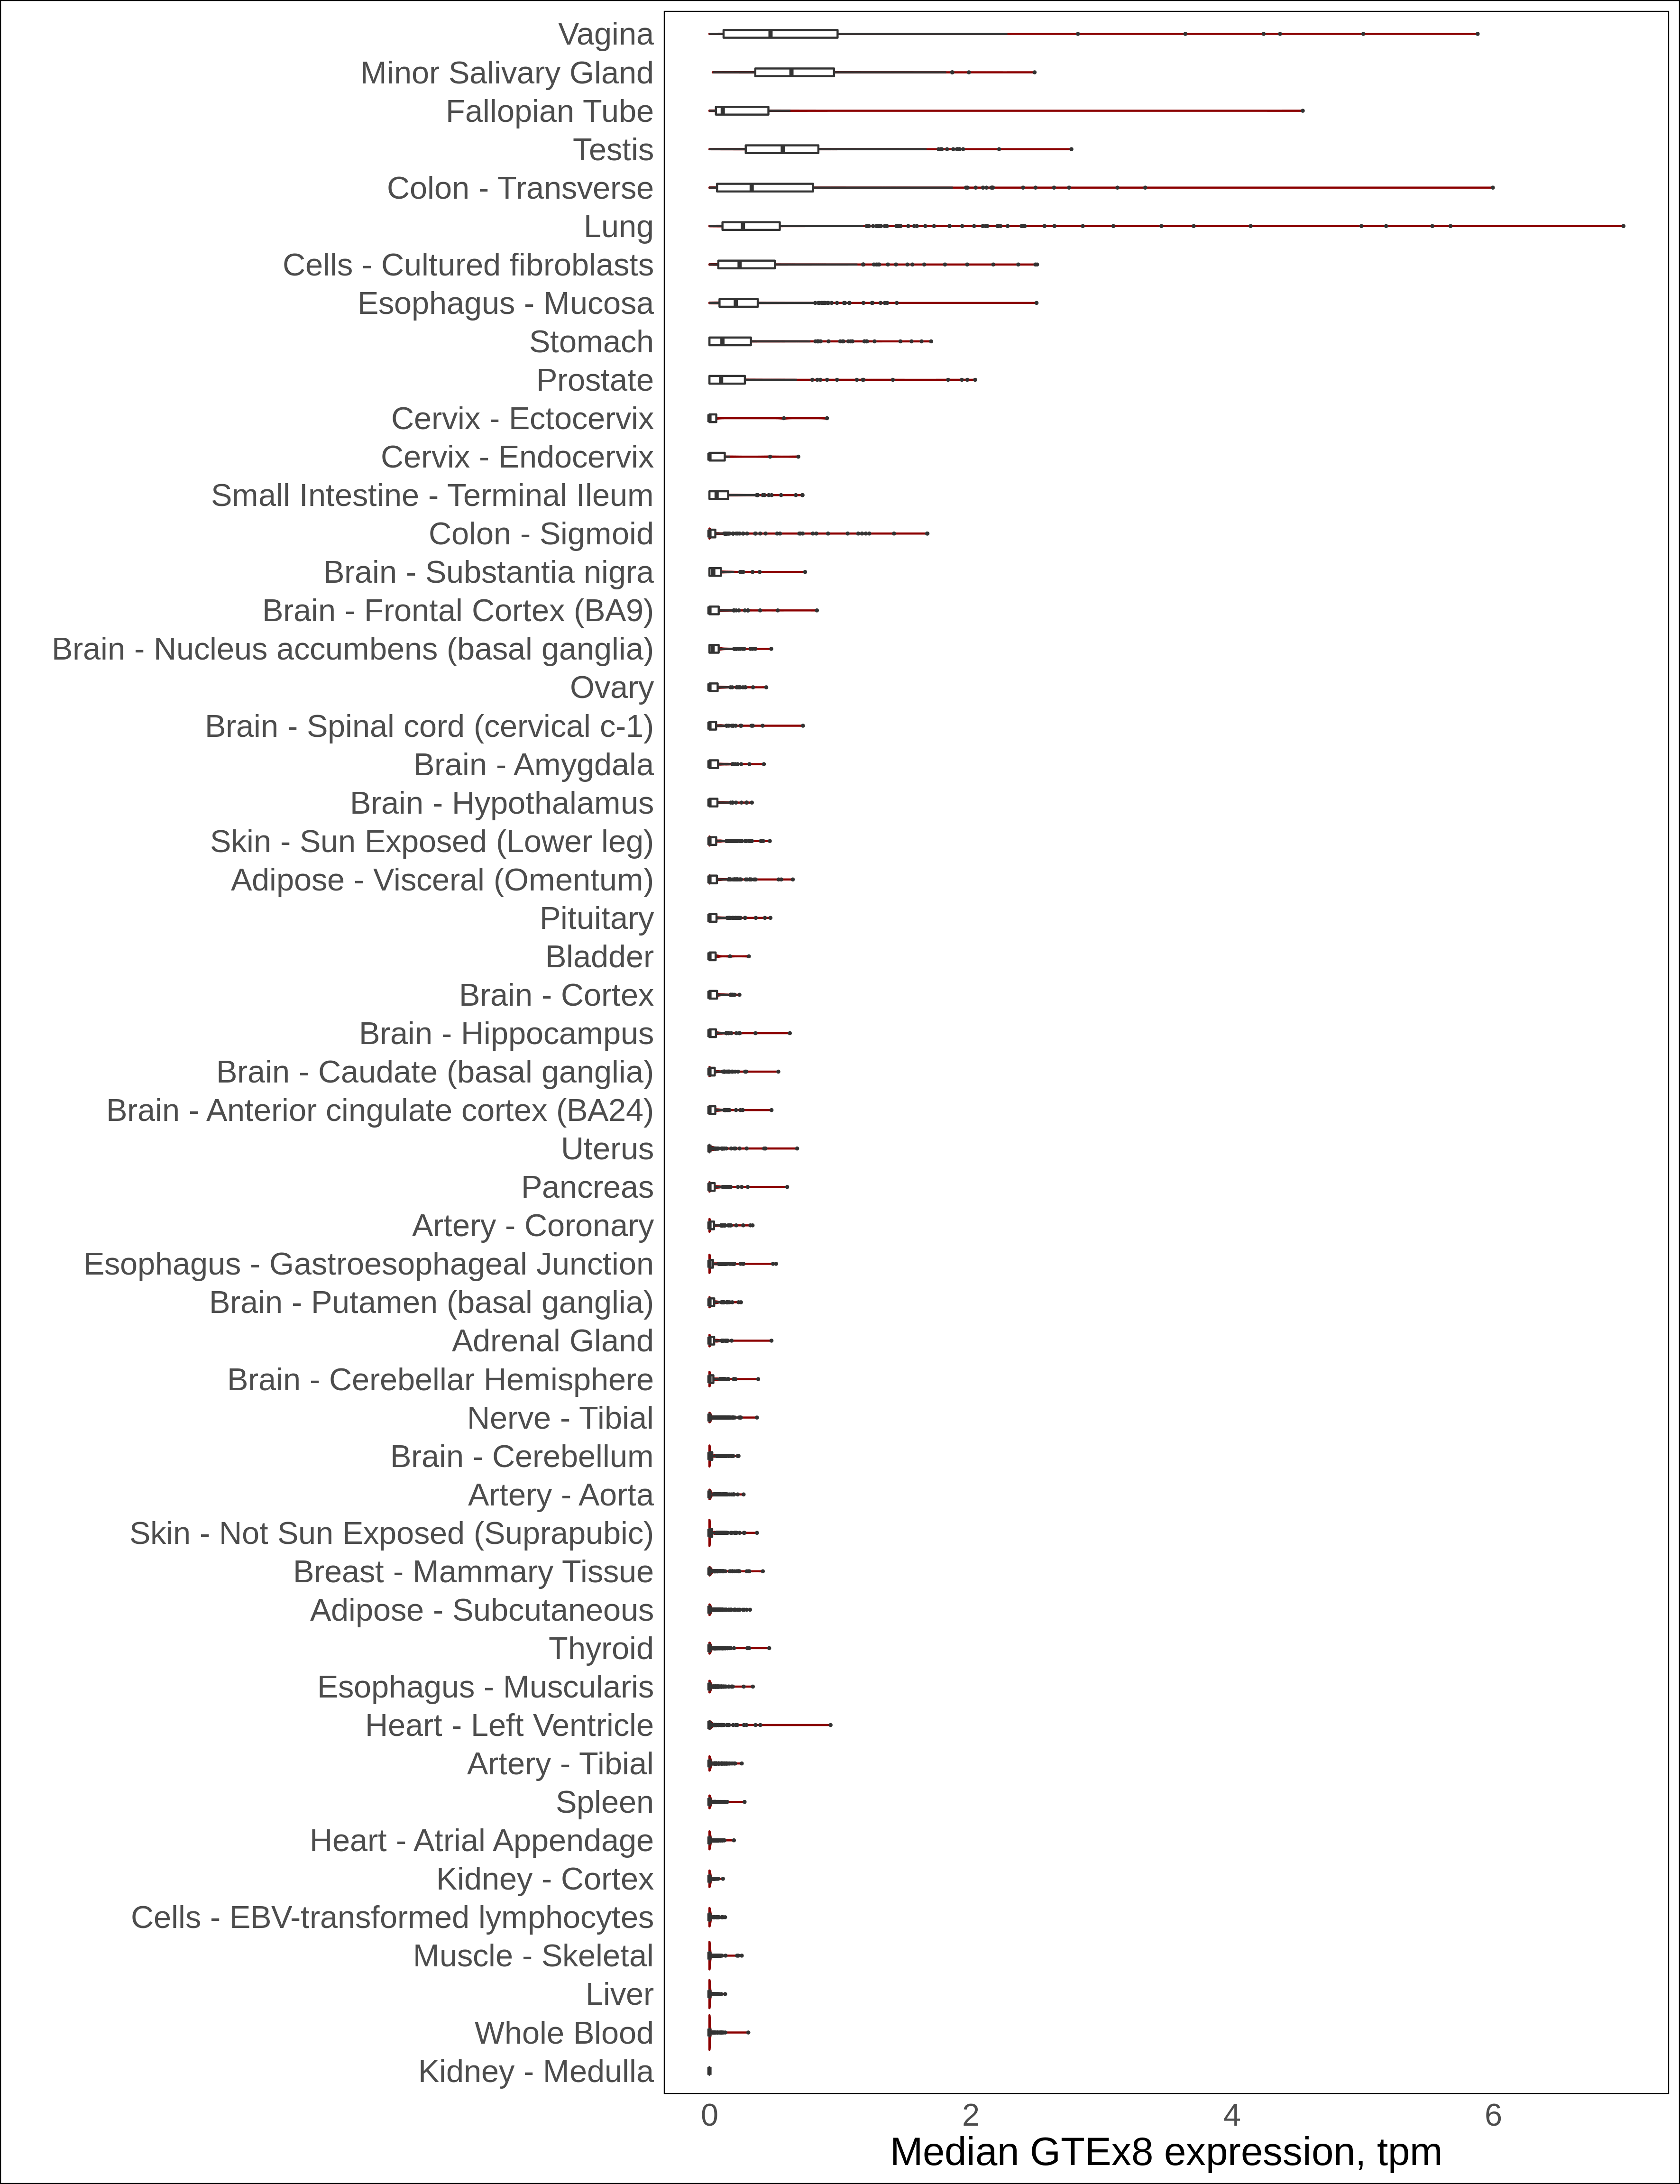 Vagina
Minor Salivary Gland
Fallopian Tube
Testis
Colon - Transverse
Lung
Cells - Cultured fibroblasts
Esophagus - Mucosa
Stomach
Prostate
Cervix - Ectocervix
Cervix - Endocervix
Small Intestine - Terminal Ileum
Colon - Sigmoid
Brain - Substantia nigra
Brain - Frontal Cortex (BA9)
Brain - Nucleus accumbens (basal ganglia)
Ovary
Brain - Spinal cord (cervical c-1)
Brain - Amygdala
Brain - Hypothalamus
Skin - Sun Exposed (Lower leg)
Adipose - Visceral (Omentum)
Pituitary
Bladder
Brain - Cortex
Brain - Hippocampus
Brain - Caudate (basal ganglia)
Brain - Anterior cingulate cortex (BA24)
Uterus
Pancreas
Artery - Coronary
Esophagus - Gastroesophageal Junction
Brain - Putamen (basal ganglia)
Adrenal Gland
Brain - Cerebellar Hemisphere
Nerve - Tibial
Brain - Cerebellum
Artery - Aorta
Skin - Not Sun Exposed (Suprapubic)
Breast - Mammary Tissue
Adipose - Subcutaneous
Thyroid
Esophagus - Muscularis
Heart - Left Ventricle
Artery - Tibial
Spleen
Heart - Atrial Appendage
Kidney - Cortex
Cells - EBV-transformed lymphocytes
Muscle - Skeletal
Liver
Whole Blood
Kidney - Medulla
0 2 4 6
Median GTEx8 expression, tpm